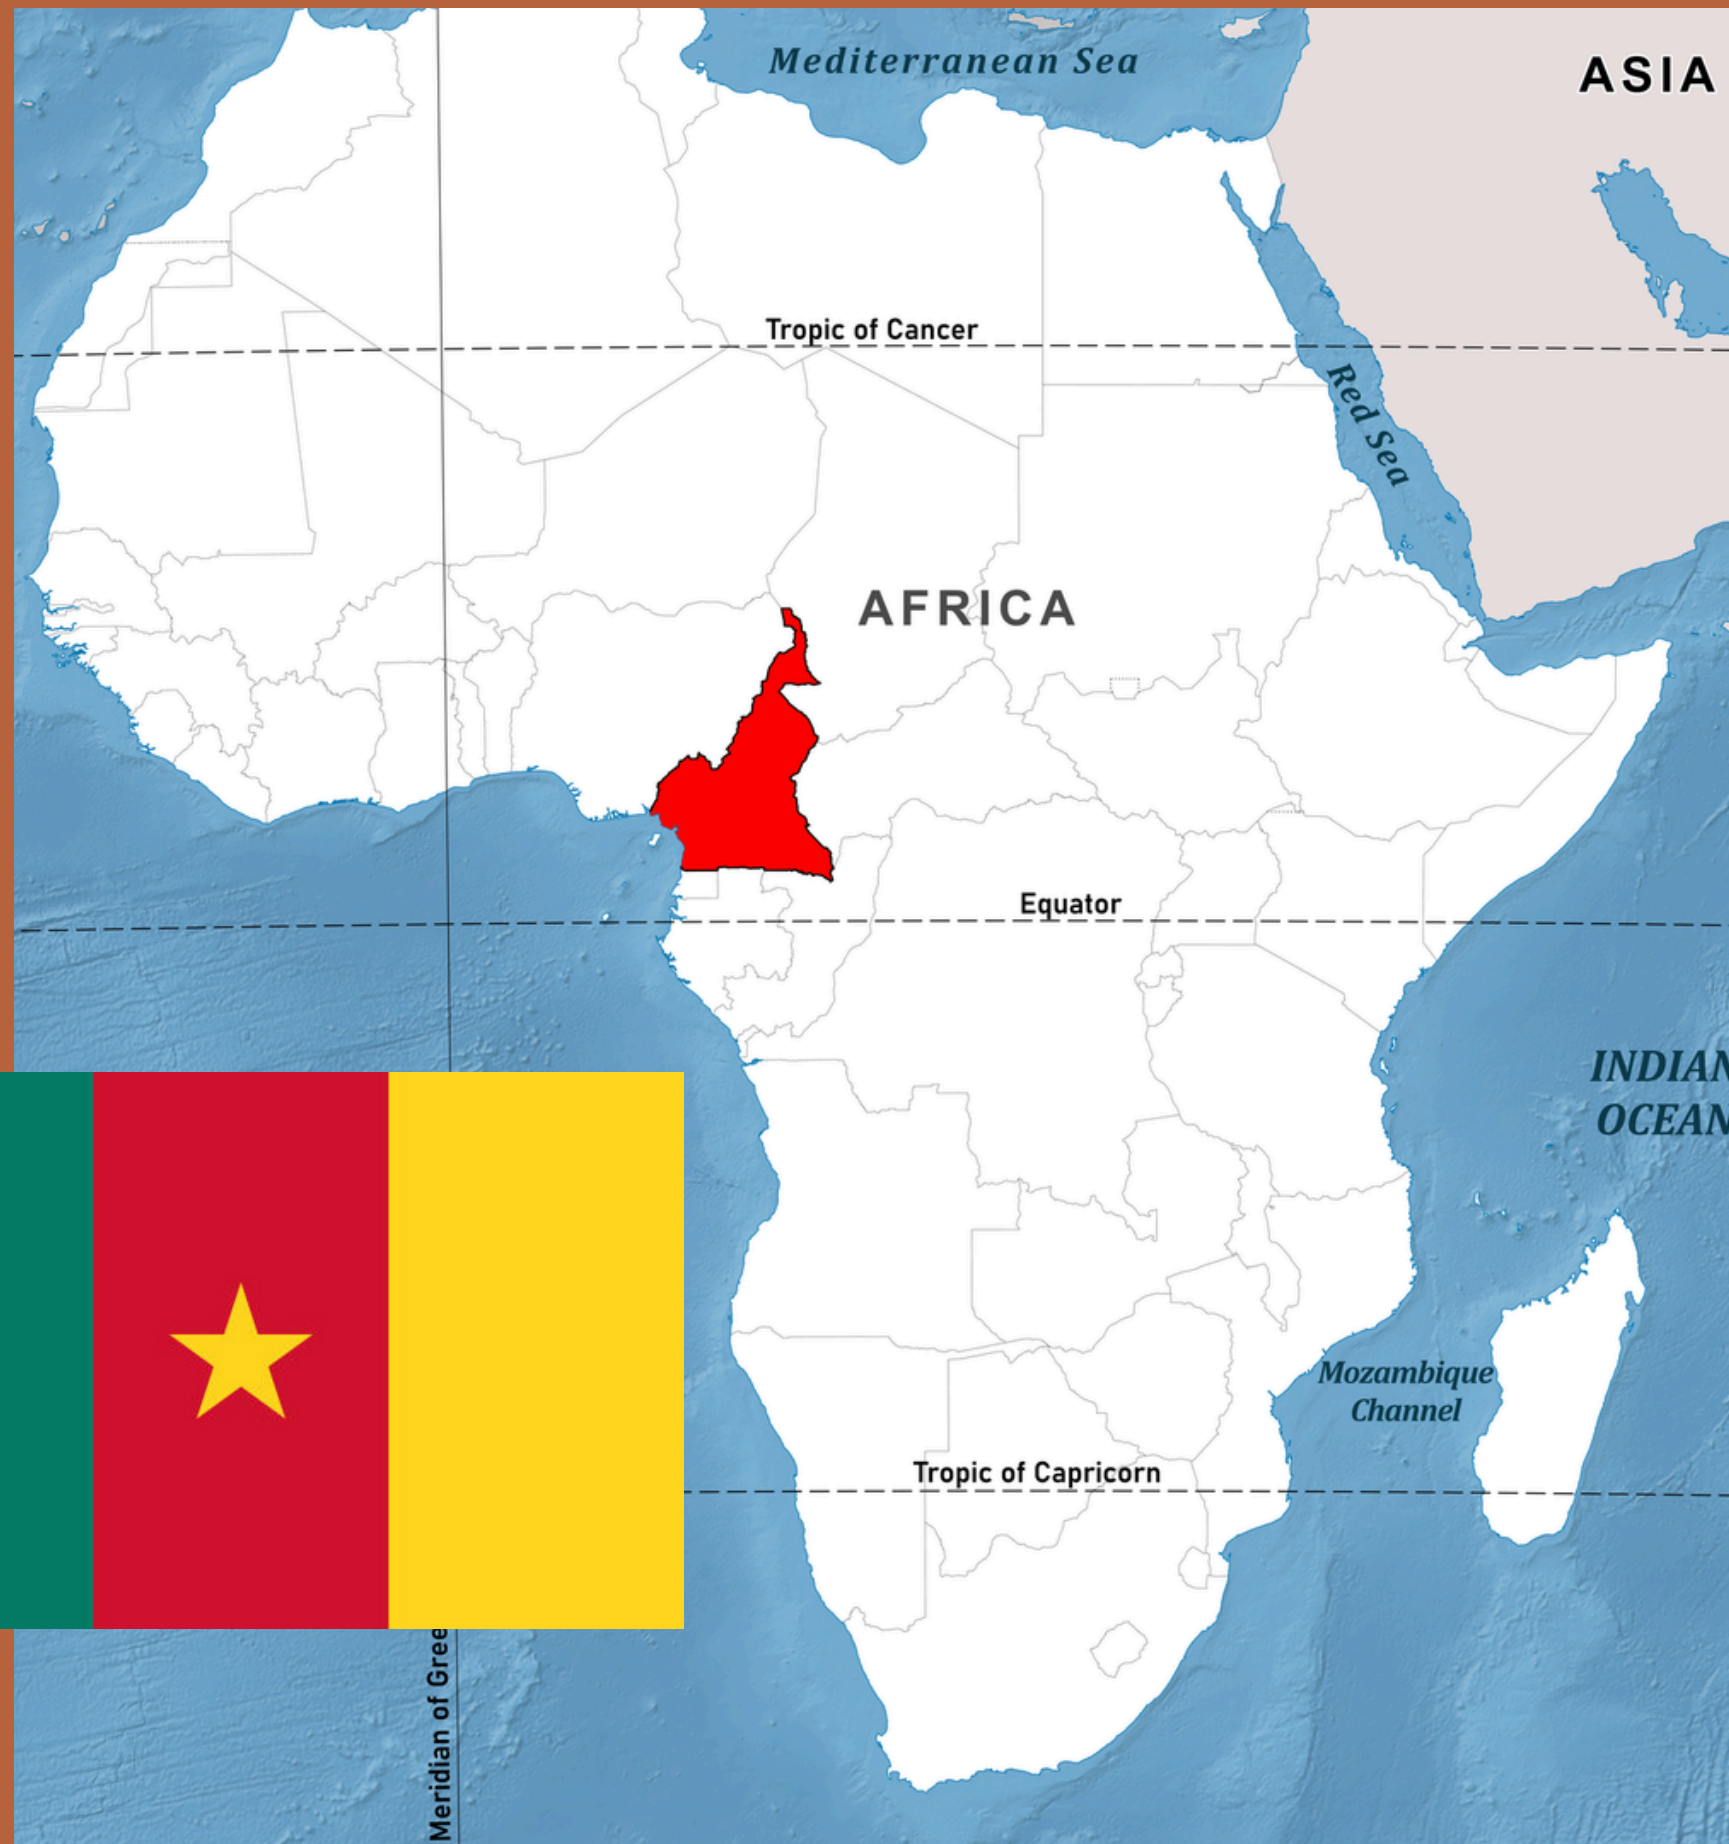 Mediterranean Sea
ASIA
Tropic of Cancer
Red Sea
AFRICA
Equator
INDIAN
OCEAN
Mozambique
Channel
Tropic of Capricorn
Meridian of Gree